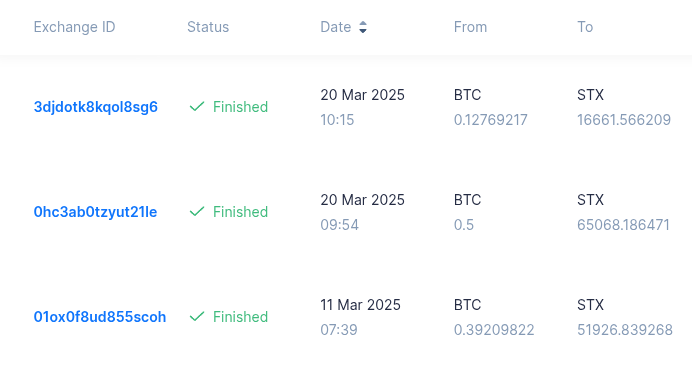 Exchange ID Status Date From To
3djdotk8kqol8sg6 Finished 20 Mar 2025 10:15 BTC 0.12769217 STX 16661.566209
0hc3ab0tzyut21le Finished 20 Mar 2025 09:54 BTC 0.5 STX 65068.186471
01ox0f8ud855scoh Finished 11 Mar 2025 07:39 BTC 0.39209822 STX 51926.839268